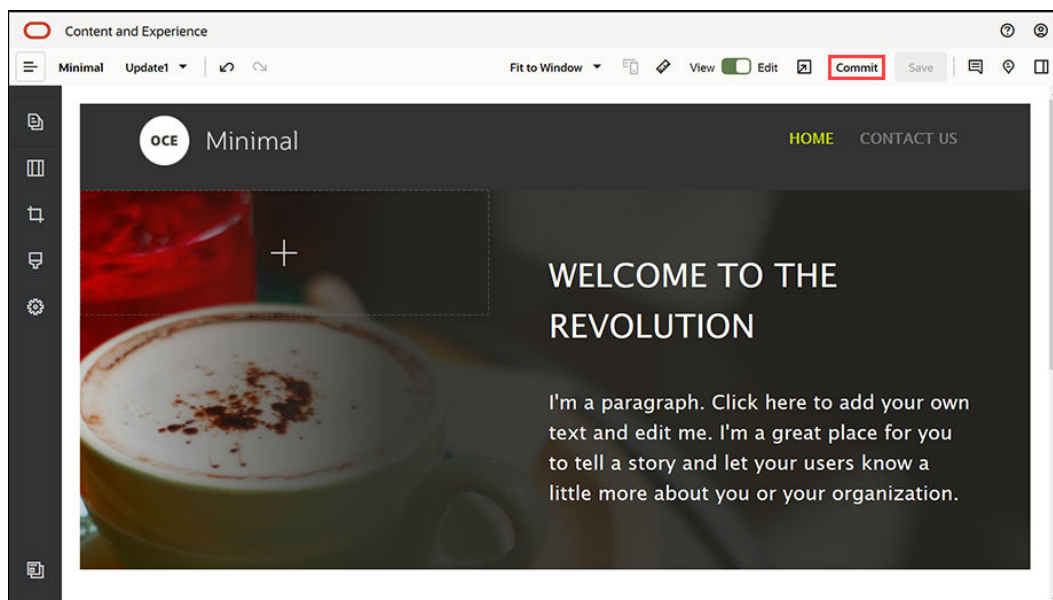 Content and Experience
Minimal Update1 Fit to Window View Edit Commit Save
OCE Minimal HOME CONTACT US
WELCOME TO THE
REVOLUTION
I'm a paragraph. Click here to add your own
text and edit me. I'm a great place for you
to tell a story and let your users know a
little more about you or your organization.